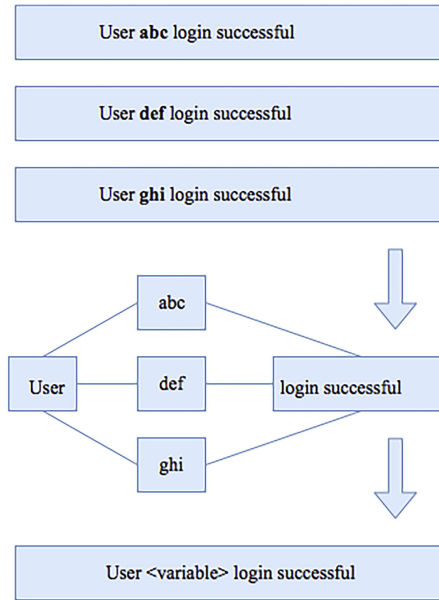 User abc login successful
User def login successful
User ghi login successful
abc
User
def
login successful
ghi
User <variable> login successful